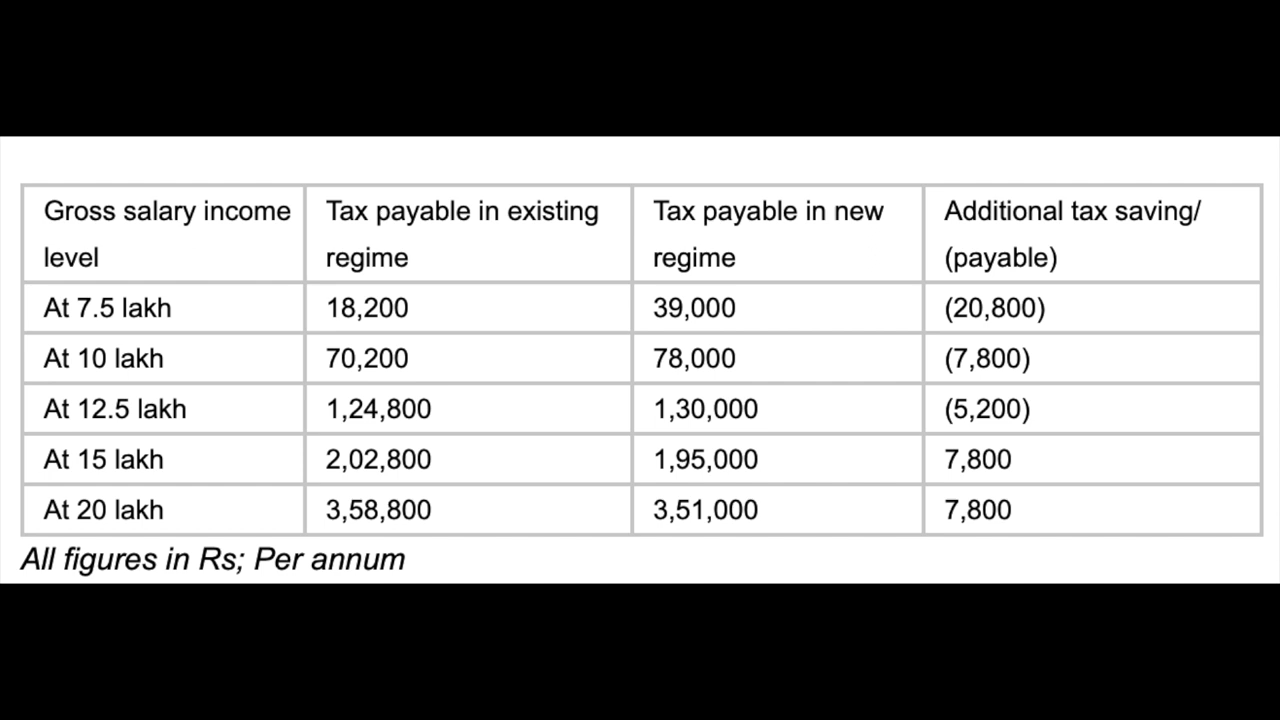 Gross salary income level	Tax payable in existing regime	Tax payable in new regime	Additional tax saving/ (payable)
At 7.5 lakh	18,200	39,000	(20,800)
At 10 lakh	70,200	78,000	(7,800)
At 12.5 lakh	1,24,800	1,30,000	(5,200)
At 15 lakh	2,02,800	1,95,000	7,800
At 20 lakh	3,58,800	3,51,000	7,800
All figures in Rs; Per annum